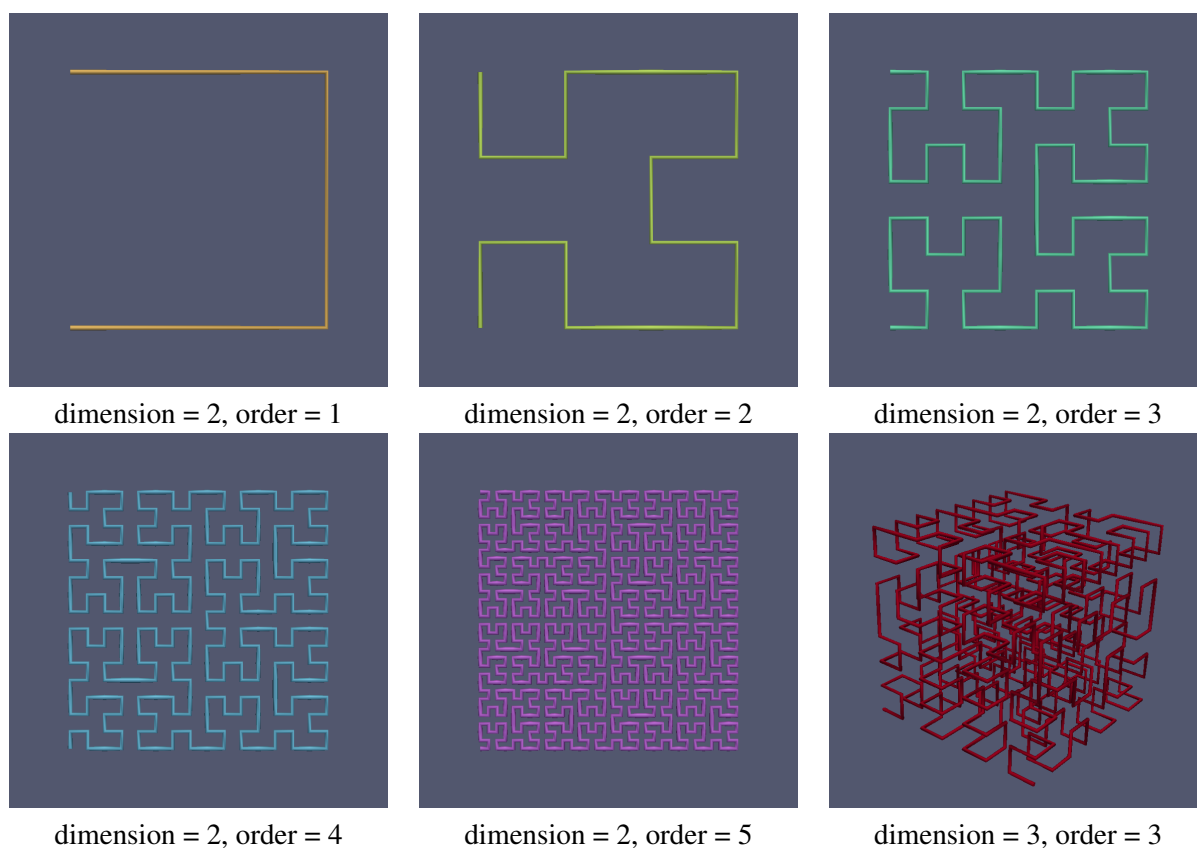 dimension = 2, order = 1
dimension = 2, order = 2
dimension = 2, order = 3
dimension = 2, order = 4
dimension = 2, order = 5
dimension = 3, order = 3